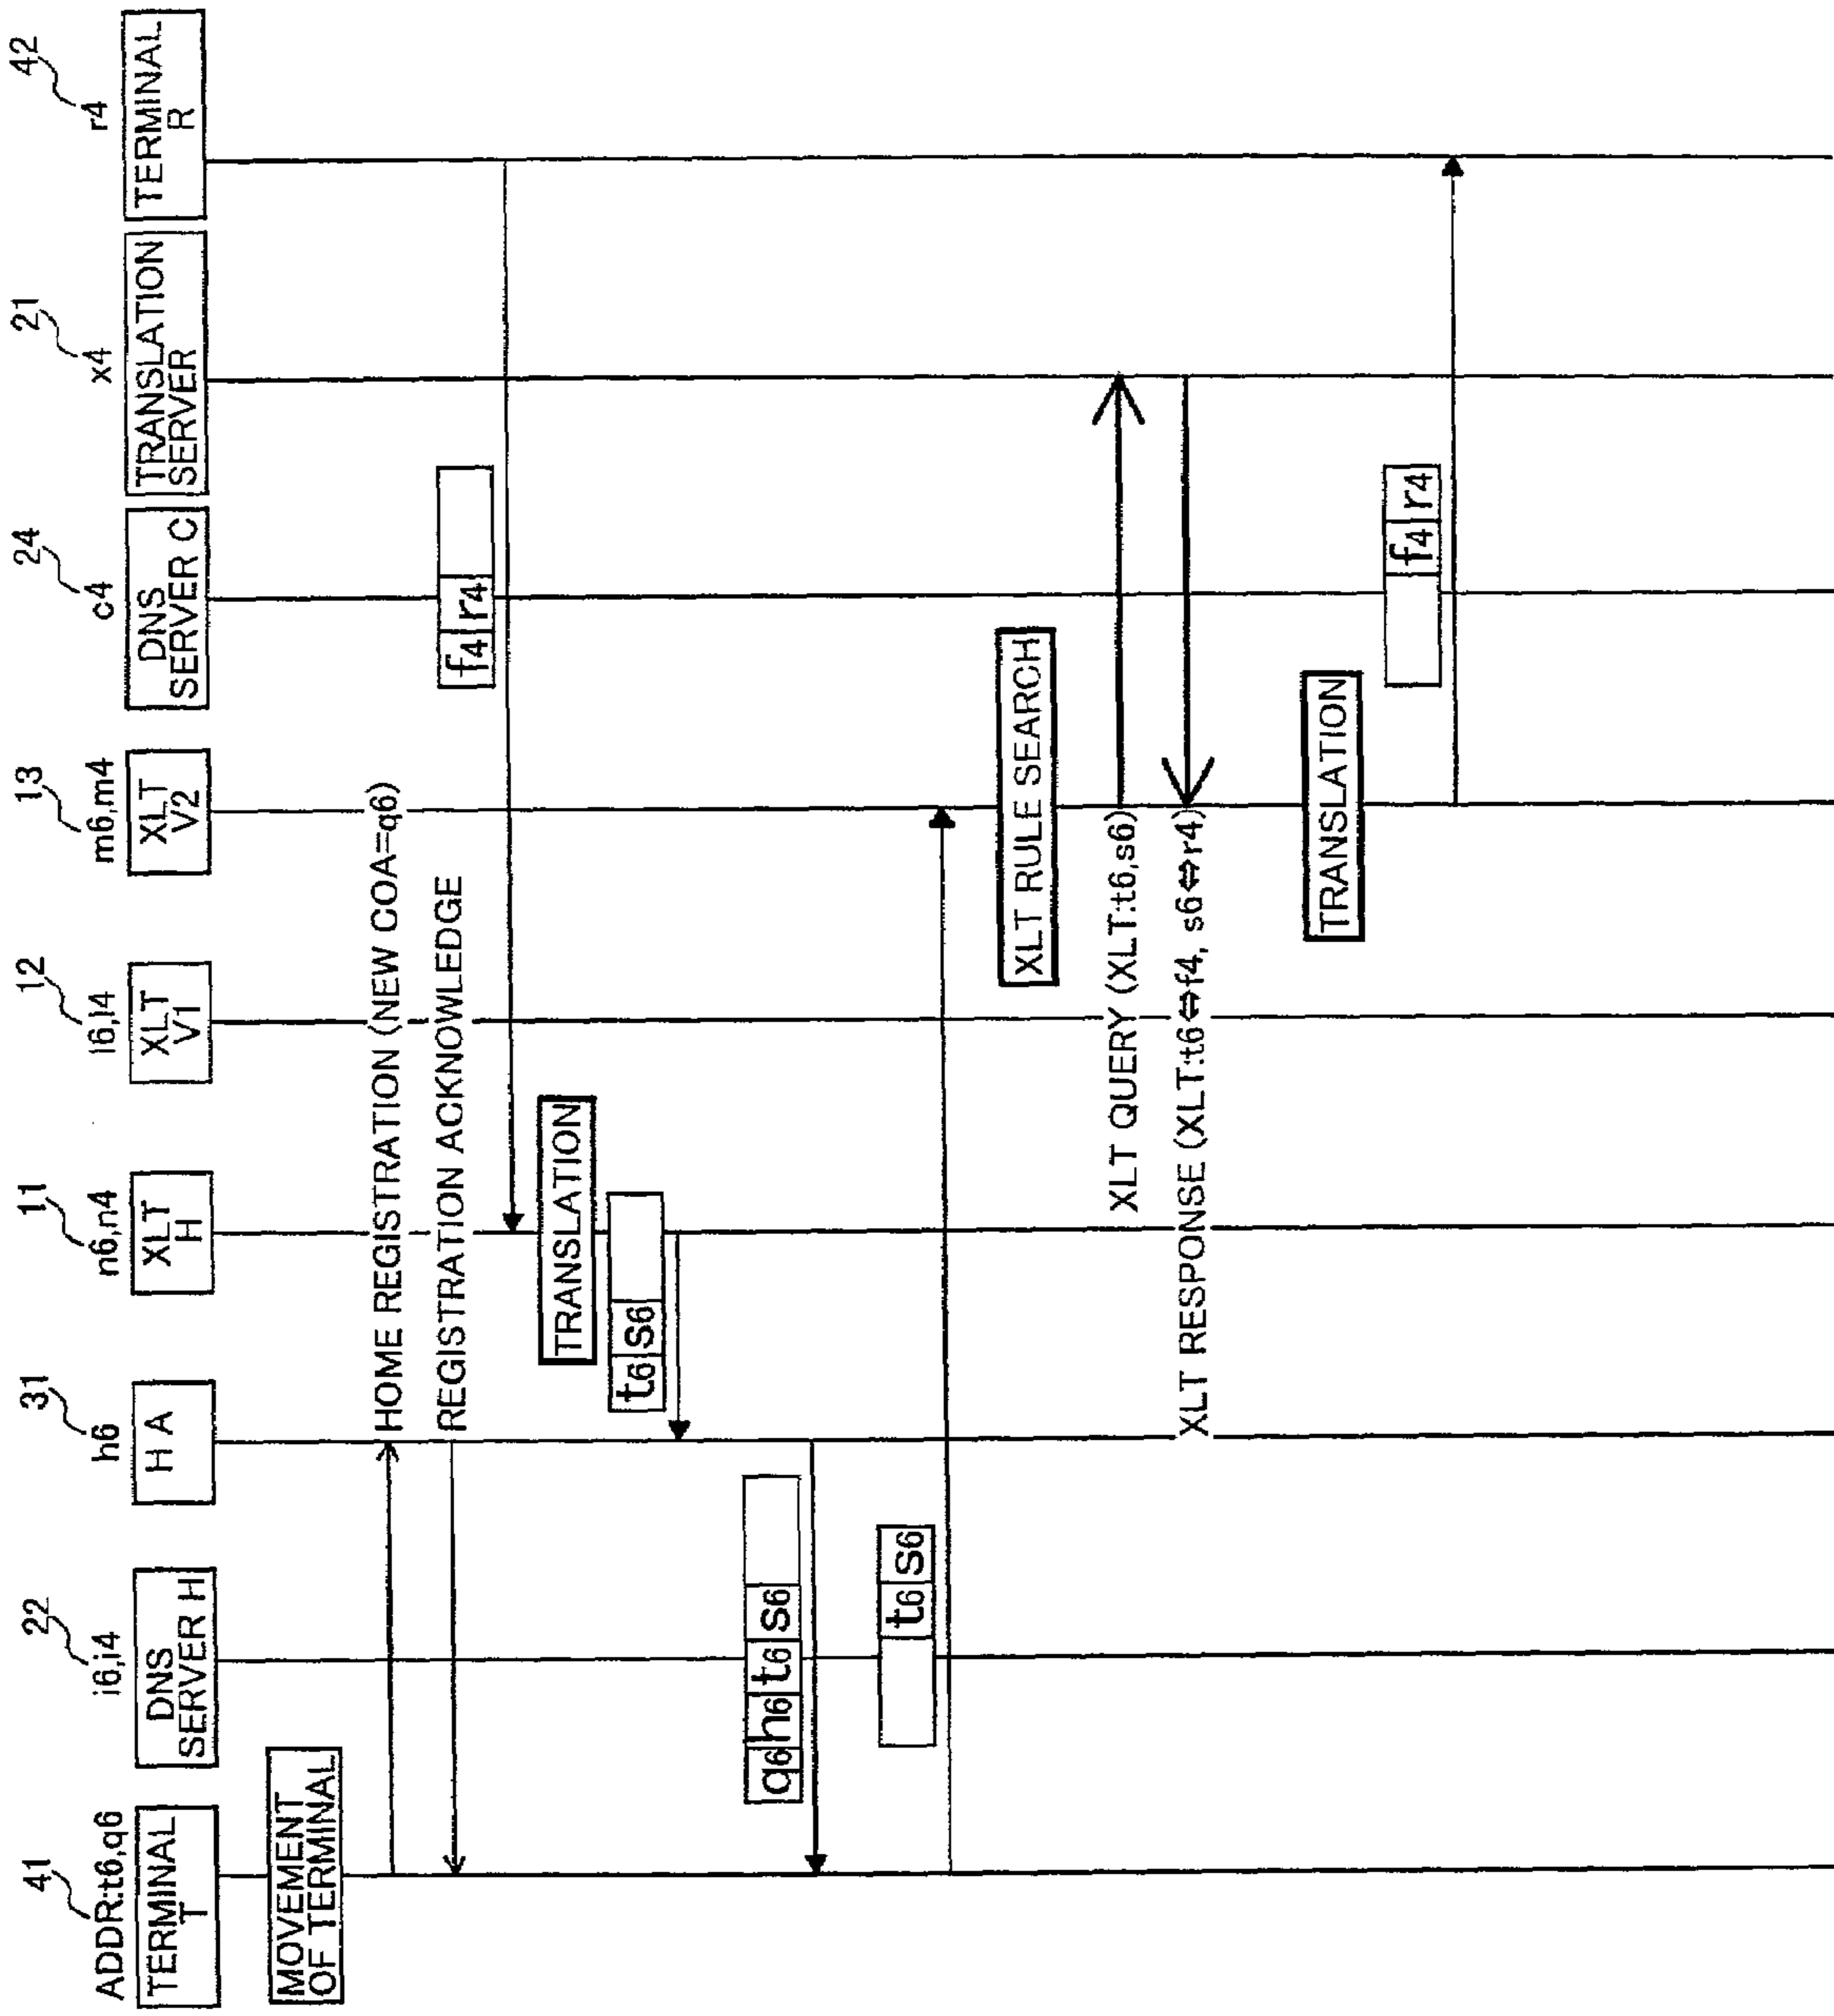 41
ADDR:t6,q6
TERMINAL
T
22
i6,i4
DNS
SERVER H
31
h6
H A
11
n6,n4
XLT
H
12
l6,l4
XLT
V1
13
m6,m4
XLT
V2
24
c4
DNS
SERVER C
21
x4
TRANSLATION
SERVER
42
r4
TERMINAL
R
MOVEMENT
OF TERMINAL
HOME REGISTRATION (NEW COA=q6)
REGISTRATION ACKNOWLEDGE
f4 r4
TRANSLATION
t6 s6
q6 h6 t6 s6
t6 s6
XLT RULE SEARCH
XLT QUERY (XLT:t6,s6)
XLT RESPONSE (XLT:t6⇔f4, s6⇔r4)
TRANSLATION
f4 r4